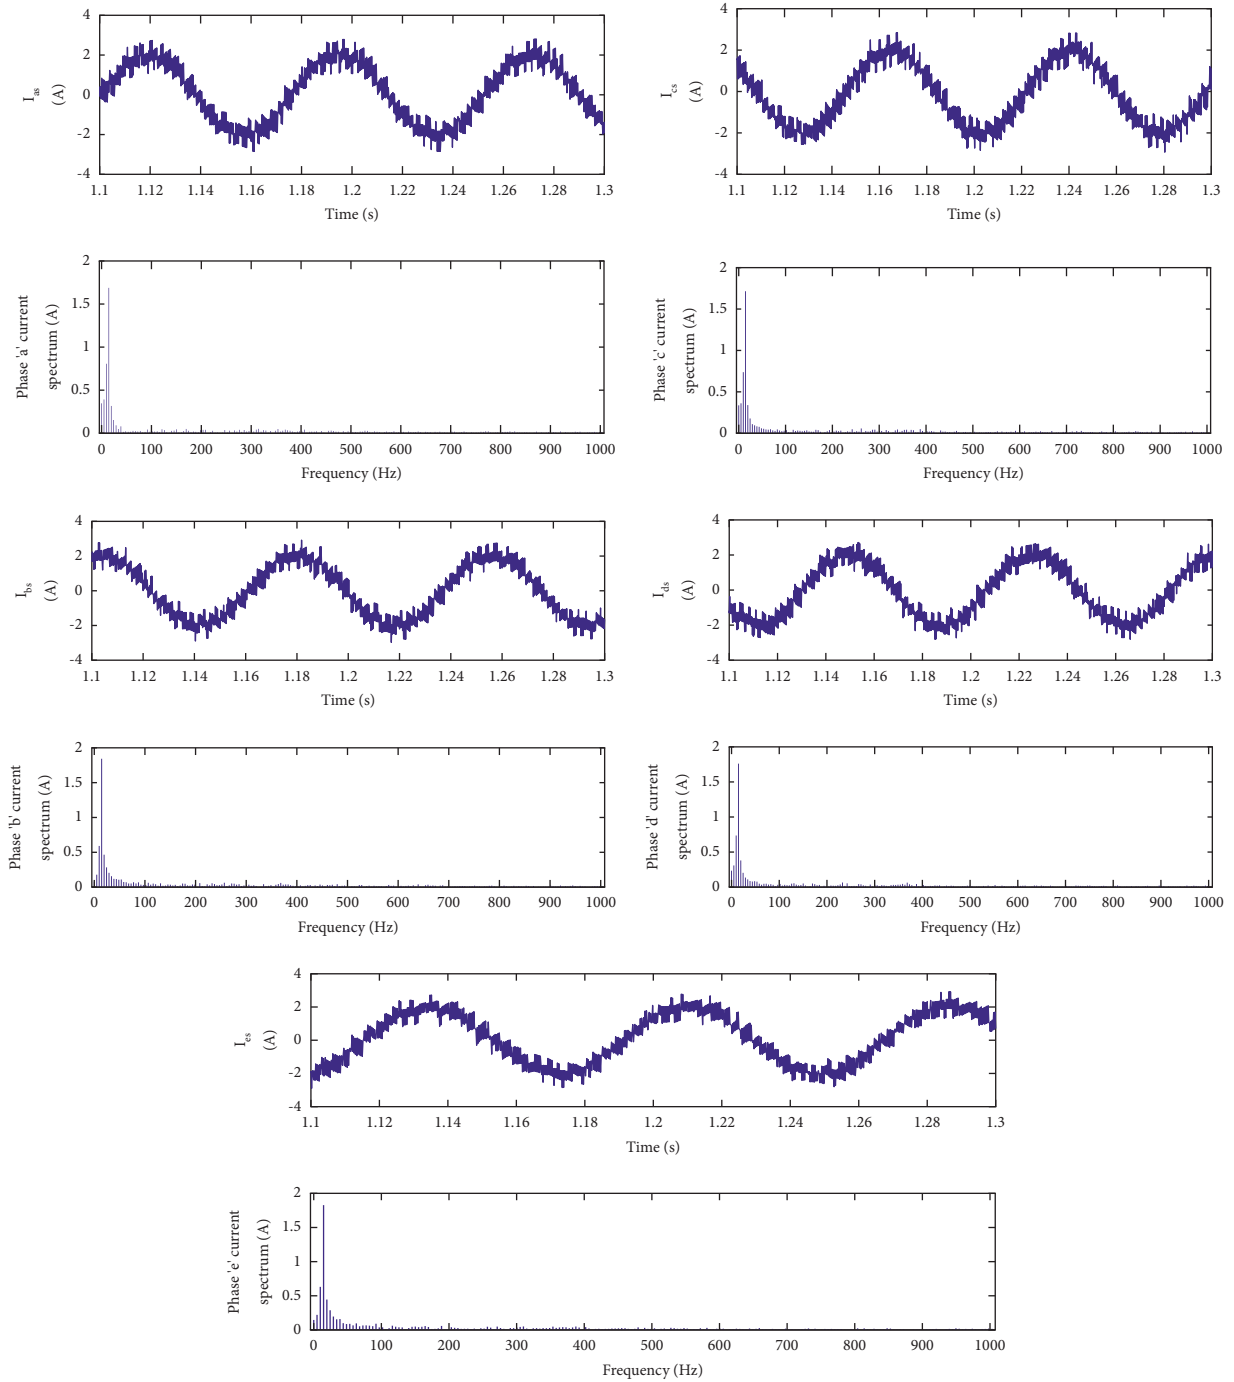 4
2
0
-2
-4
I_as
(A)
1.1 1.12 1.14 1.16 1.18 1.2 1.22 1.24 1.26 1.28 1.3
Time (s)
4
2
0
-2
-4
I_cs
(A)
1.1 1.12 1.14 1.16 1.18 1.2 1.22 1.24 1.26 1.28 1.3
Time (s)
2
1.5
1
0.5
0
Phase 'a' current
spectrum (A)
0 100 200 300 400 500 600 700 800 900 1000
Frequency (Hz)
2
1.5
1
0.5
0
Phase 'c' current
spectrum (A)
0 100 200 300 400 500 600 700 800 900 1000
Frequency (Hz)
4
2
0
-2
-4
I_bs
(A)
1.1 1.12 1.14 1.16 1.18 1.2 1.22 1.24 1.26 1.28 1.3
Time (s)
4
2
0
-2
-4
I_ds
(A)
1.1 1.12 1.14 1.16 1.18 1.2 1.22 1.24 1.26 1.28 1.3
Time (s)
2
1.5
1
0.5
0
Phase 'b' current
spectrum (A)
0 100 200 300 400 500 600 700 800 900 1000
Frequency (Hz)
2
1.5
1
0.5
0
Phase 'd' current
spectrum (A)
0 100 200 300 400 500 600 700 800 900 1000
Frequency (Hz)
4
2
0
-2
-4
I_es
(A)
1.1 1.12 1.14 1.16 1.18 1.2 1.22 1.24 1.26 1.28 1.3
Time (s)
2
1.5
1
0.5
0
Phase 'e' current
spectrum (A)
0 100 200 300 400 500 600 700 800 900 1000
Frequency (Hz)